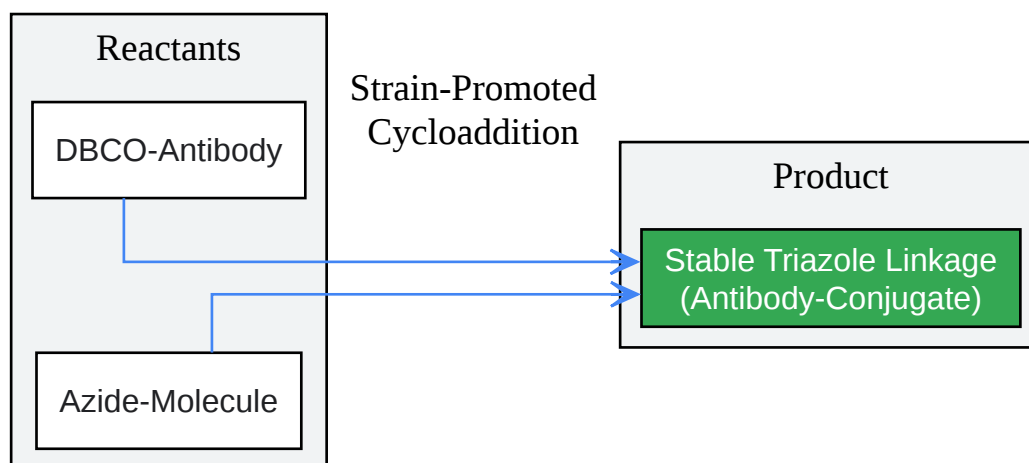 Reactants
DBCO-Antibody
Azide-Molecule
Strain-Promoted
Cycloaddition
Product
Stable Triazole Linkage
(Antibody-Conjugate)